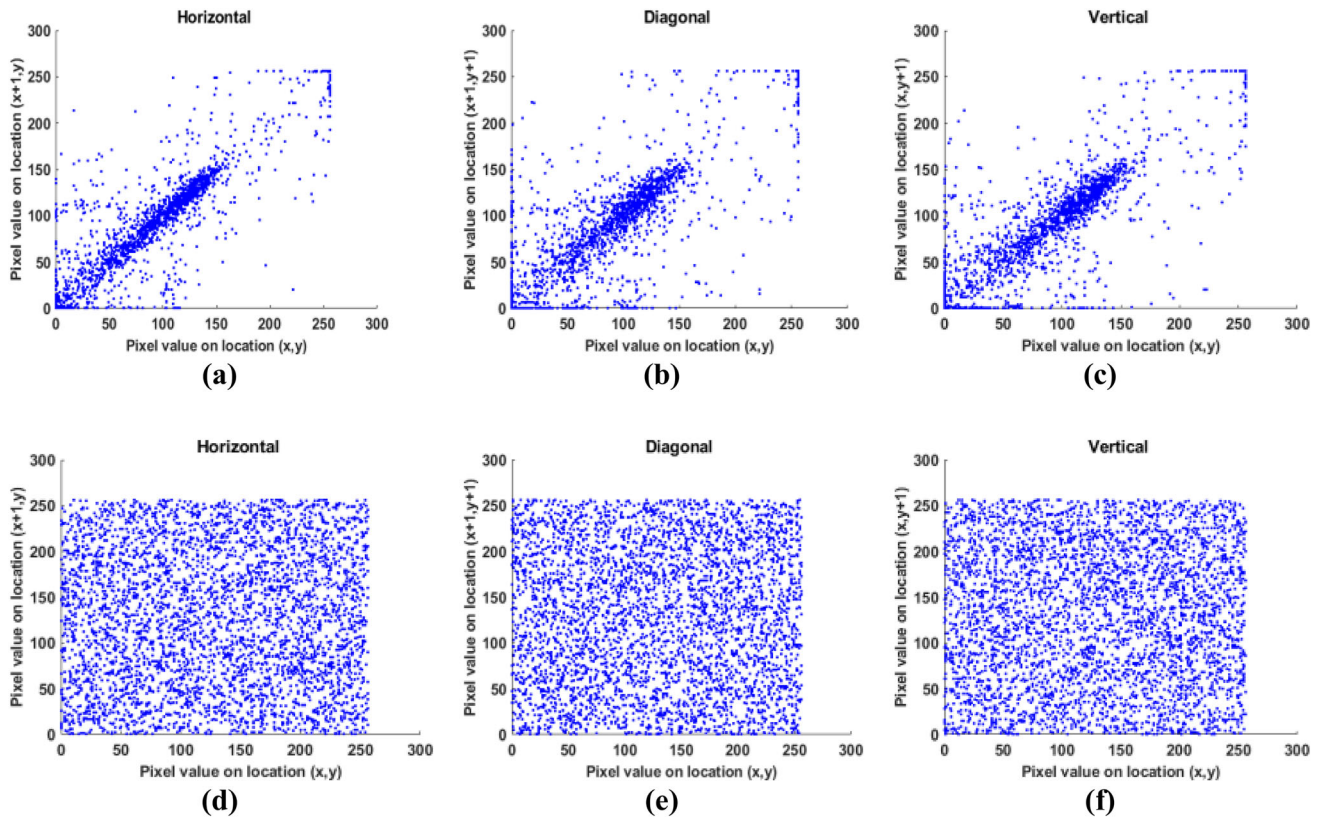 Horizontal
Pixel value on location (x+1,y)
300
250
200
150
100
50
0
0 50 100 150 200 250 300
Pixel value on location (x,y)
(a)
Diagonal
Pixel value on location (x+1,y+1)
300
250
200
150
100
50
0
0 50 100 150 200 250 300
Pixel value on location (x,y)
(b)
Vertical
Pixel value on location (x,y+1)
300
250
200
150
100
50
0
0 50 100 150 200 250 300
Pixel value on location (x,y)
(c)
Horizontal
Pixel value on location (x+1,y)
300
250
200
150
100
50
0
0 50 100 150 200 250 300
Pixel value on location (x,y)
(d)
Diagonal
Pixel value on location (x+1,y+1)
300
250
200
150
100
50
0
0 50 100 150 200 250 300
Pixel value on location (x,y)
(e)
Vertical
Pixel value on location (x,y+1)
300
250
200
150
100
50
0
0 50 100 150 200 250 300
Pixel value on location (x,y)
(f)